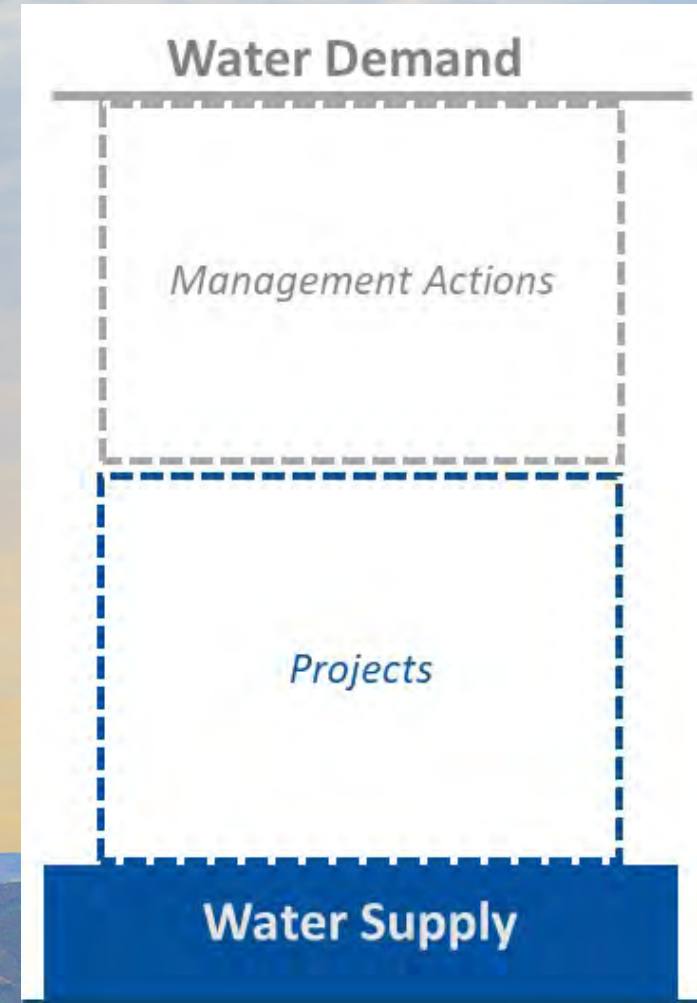 Water Demand
Management Actions
Projects
Water Supply